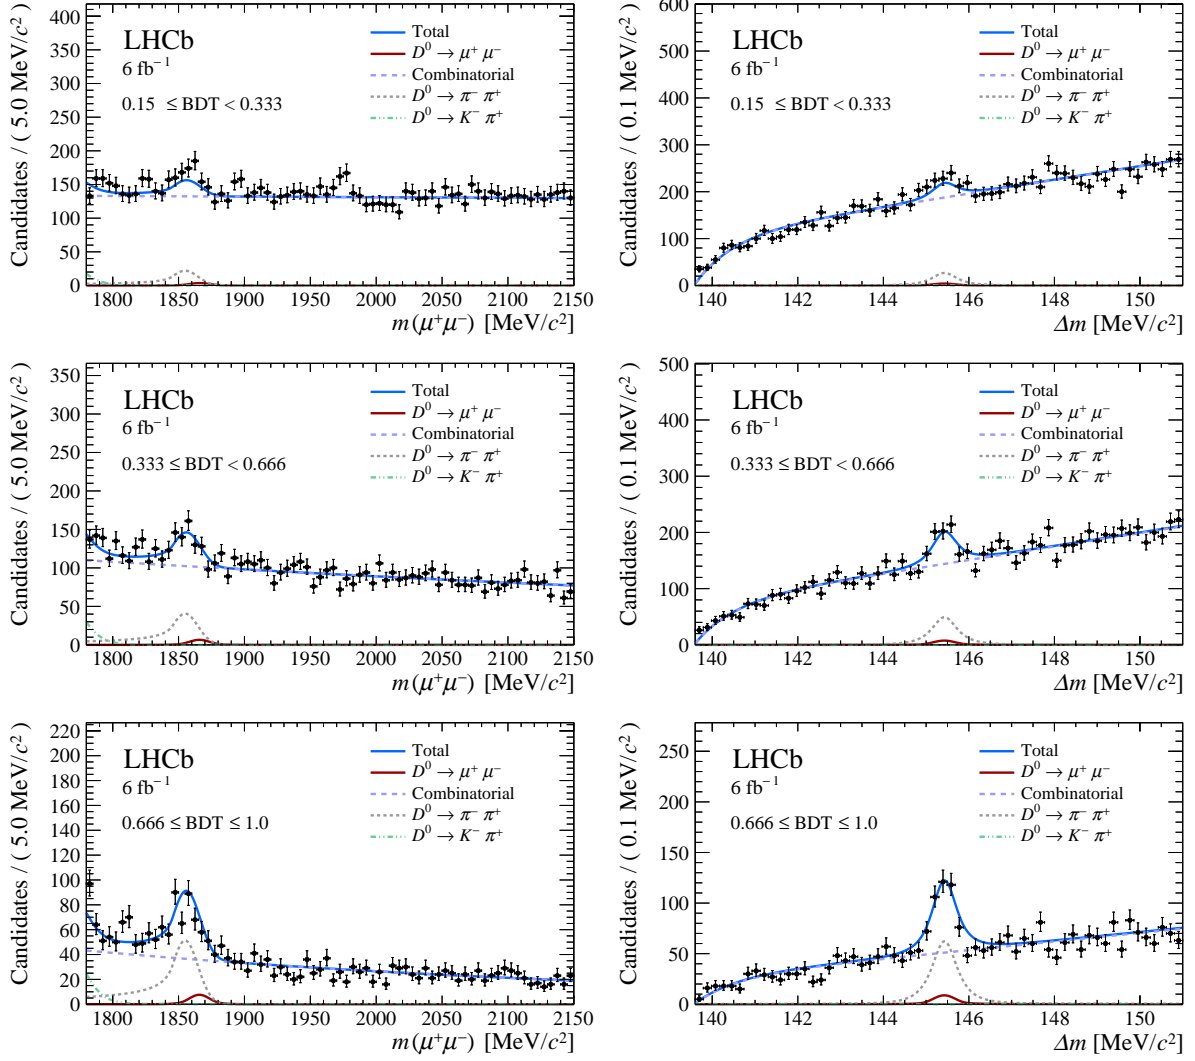 Candidates / ( 5.0 MeV/c²)
400
350
300
250
200
150
100
50
0
LHCb
6 fb⁻¹
0.15 ≤ BDT < 0.333
Total
D⁰ → μ⁺ μ⁻
Combinatorial
D⁰ → π⁻ π⁺
D⁰ → K⁻ π⁺
1800 1850 1900 1950 2000 2050 2100 2150
m(μ⁺μ⁻) [MeV/c²]
Candidates / ( 0.1 MeV/c²)
600
500
400
300
200
100
0
LHCb
6 fb⁻¹
0.15 ≤ BDT < 0.333
Total
D⁰ → μ⁺ μ⁻
Combinatorial
D⁰ → π⁻ π⁺
D⁰ → K⁻ π⁺
140 142 144 146 148 150
Δm [MeV/c²]
Candidates / ( 5.0 MeV/c²)
350
300
250
200
150
100
50
0
LHCb
6 fb⁻¹
0.333 ≤ BDT < 0.666
Total
D⁰ → μ⁺ μ⁻
Combinatorial
D⁰ → π⁻ π⁺
D⁰ → K⁻ π⁺
1800 1850 1900 1950 2000 2050 2100 2150
m(μ⁺μ⁻) [MeV/c²]
Candidates / ( 0.1 MeV/c²)
500
400
300
200
100
0
LHCb
6 fb⁻¹
0.333 ≤ BDT < 0.666
Total
D⁰ → μ⁺ μ⁻
Combinatorial
D⁰ → π⁻ π⁺
D⁰ → K⁻ π⁺
140 142 144 146 148 150
Δm [MeV/c²]
Candidates / ( 5.0 MeV/c²)
220
200
180
160
140
120
100
80
60
40
20
0
LHCb
6 fb⁻¹
0.666 ≤ BDT ≤ 1.0
Total
D⁰ → μ⁺ μ⁻
Combinatorial
D⁰ → π⁻ π⁺
D⁰ → K⁻ π⁺
1800 1850 1900 1950 2000 2050 2100 2150
m(μ⁺μ⁻) [MeV/c²]
Candidates / ( 0.1 MeV/c²)
250
200
150
100
50
0
LHCb
6 fb⁻¹
0.666 ≤ BDT ≤ 1.0
Total
D⁰ → μ⁺ μ⁻
Combinatorial
D⁰ → π⁻ π⁺
D⁰ → K⁻ π⁺
140 142 144 146 148 150
Δm [MeV/c²]